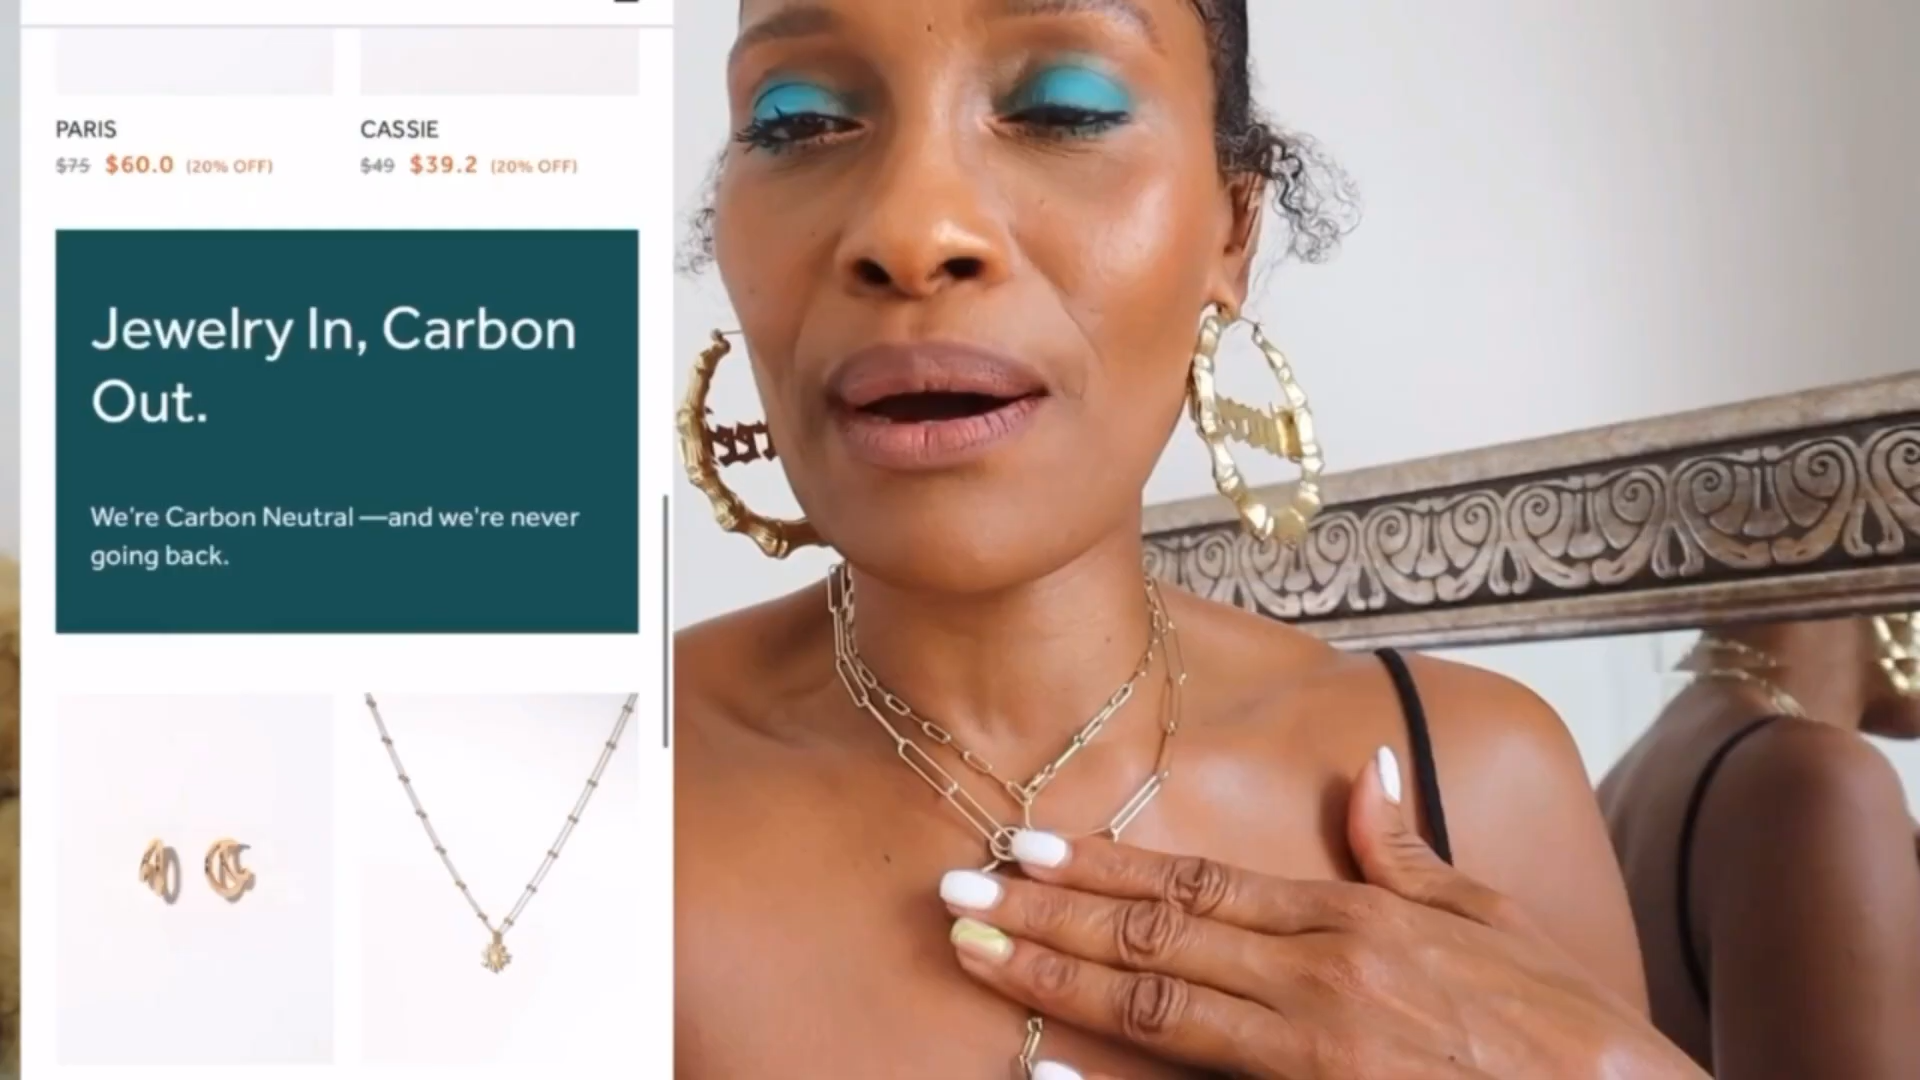 PARIS
$75 $60.0 (20% OFF)
CASSIE
$49 $39.2 (20% OFF)
Jewelry In, Carbon
Out.
We're Carbon Neutral —and we're never
going back.